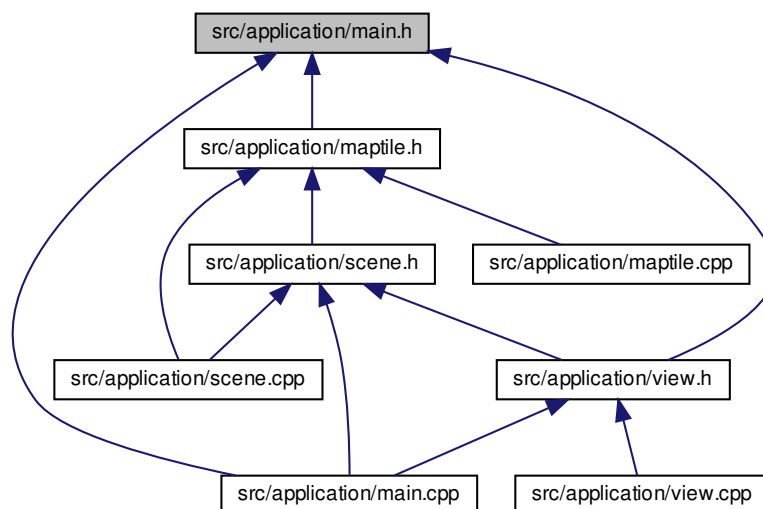 src/application/main.h
src/application/maptile.h
src/application/scene.h
src/application/maptile.cpp
src/application/scene.cpp
src/application/view.h
src/application/main.cpp
src/application/view.cpp